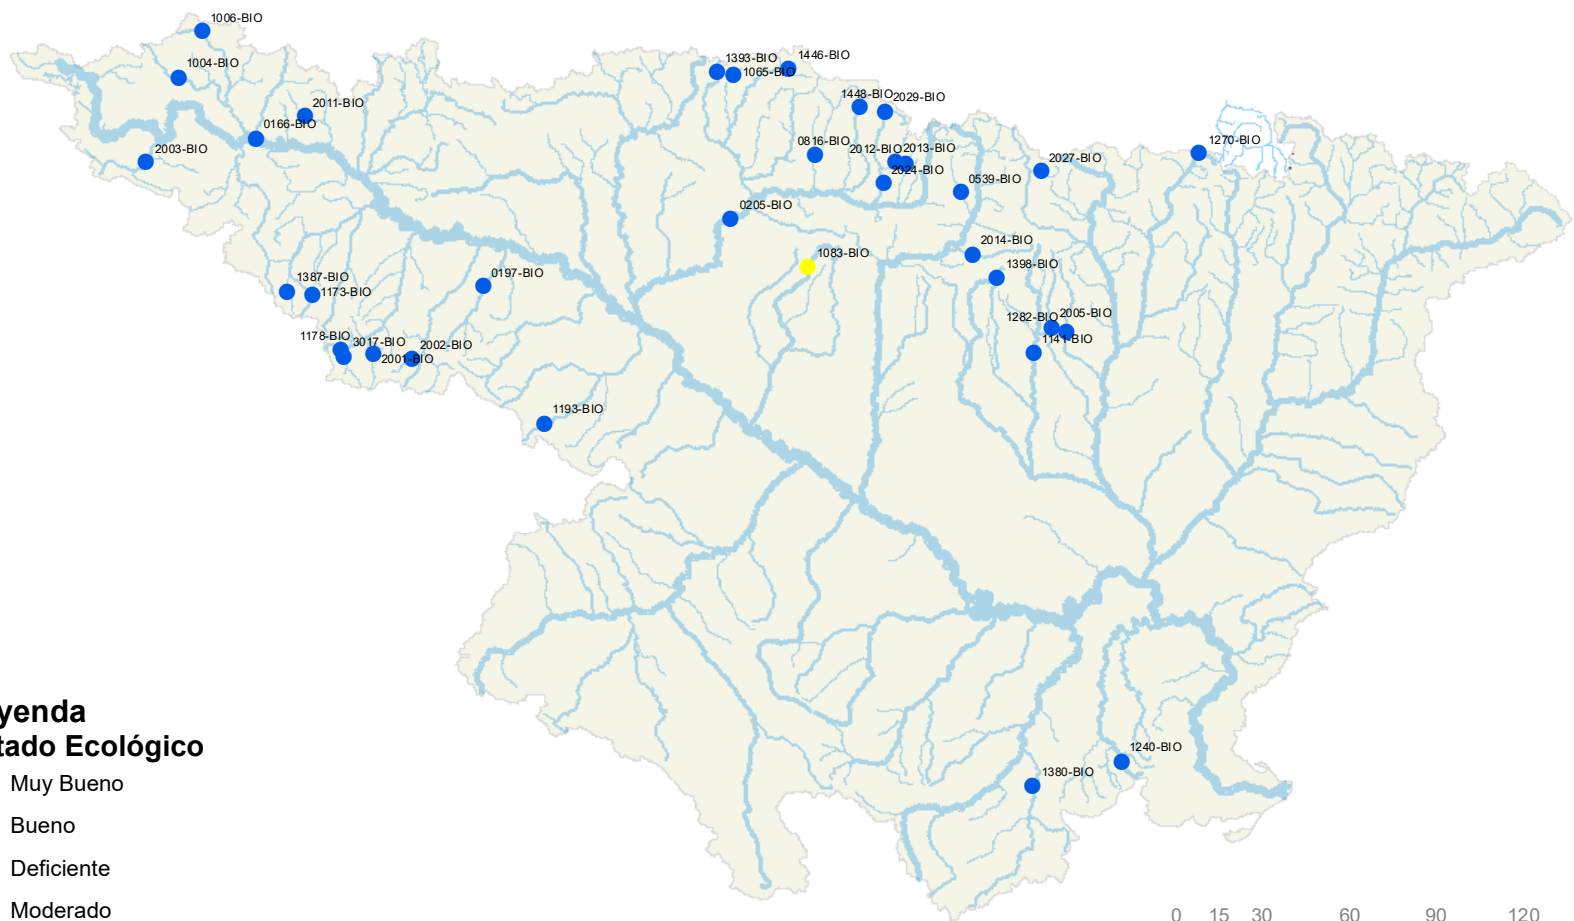 1006-BIO
1004-BIO
2011-BIO
0166-BIO
2003-BIO
1393-BIO
1065-BIO
1446-BIO
1448-BIO
2029-BIO
0816-BIO
2012-BIO
2013-BIO
2024-BIO
0539-BIO
2027-BIO
1270-BIO
0205-BIO
1083-BIO
2014-BIO
1398-BIO
1387-BIO
1173-BIO
0197-BIO
1282-BIO
2005-BIO
1141-BIO
1178-BIO
3017-BIO
2001-BIO
2002-BIO
1193-BIO
1240-BIO
1380-BIO
yenda
tado Ecológico
Muy Bueno
Bueno
Deficiente
Moderado
0 15 30 60 90 120